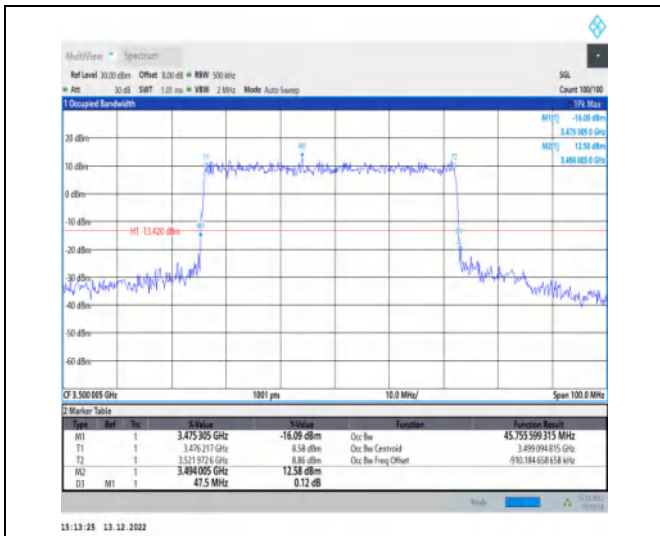 MultiView Spectrum
Ref Level 30.00 dBm Offset 8.00 dB RBW 500 kHz SGL
Att 30 dB SWT 1.01 ms VBW 2 MHz Mode Auto Sweep Count 100/100
1 Occupied Bandwidth 1Pk Max
M1[1] -16.09 dBm
3.475 305 0 GHz
M2[1] 12.58 dBm
3.494 005 0 GHz
20 dBm
M2
T1 T2
10 dBm
0 dBm
-10 dBm
H1 -13.420 dBm
M1
D3
-20 dBm
-30 dBm
-40 dBm
-50 dBm
-60 dBm
CF 3.500 005 GHz 1001 pts 10.0 MHz/ Span 100.0 MHz
2 Marker Table
Type Ref Trc X-Value Y-Value Function Function Result
M1 1 3.475 305 GHz -16.09 dBm Occ Bw 45.755 599 315 MHz
T1 1 3.476 217 GHz 8.58 dBm Occ Bw Centroid 3.499 094 815 GHz
T2 1 3.521 972 6 GHz 8.86 dBm Occ Bw Freq Offset -910.184 658 658 kHz
M2 1 3.494 005 GHz 12.58 dBm
D3 M1 1 47.5 MHz 0.12 dB
Ready
15:13:25 13.12.2022